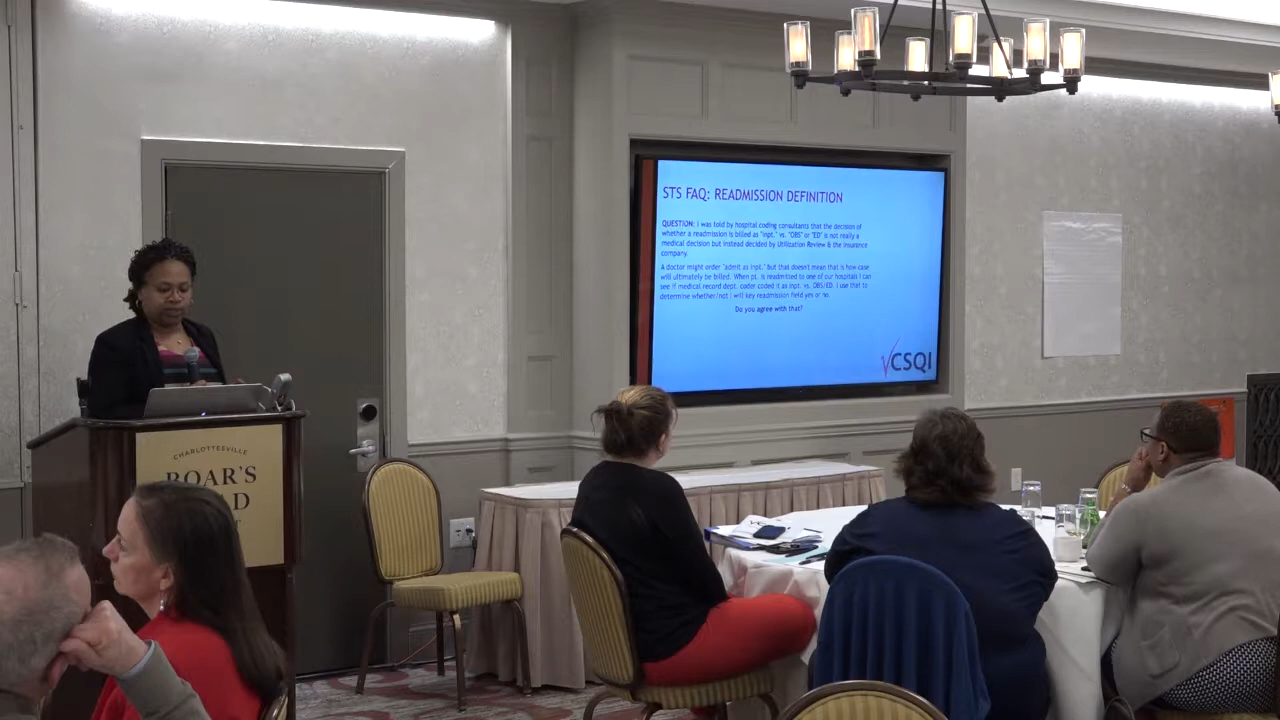 STS FAQ: READMISSION DEFINITION
QUESTION: I was told by hospital coding consultants that the decision of
whether a readmission is billed as "inpt." vs. "OBS" or "ED" is not really a
medical decision but instead decided by Utilization Review & the insurance
company.
A doctor might order "admit as inpt." but that doesn't mean that is how case
will ultimately be billed. When pt. is readmitted to one of our hospitals I can
see if medical record dept. coder coded it as inpt. vs. OBS/ED. I use that to
determine whether/not I will key readmission field yes or no.
Do you agree with that?
VCSQI
CHARLOTTESVILLE
BOAR'S